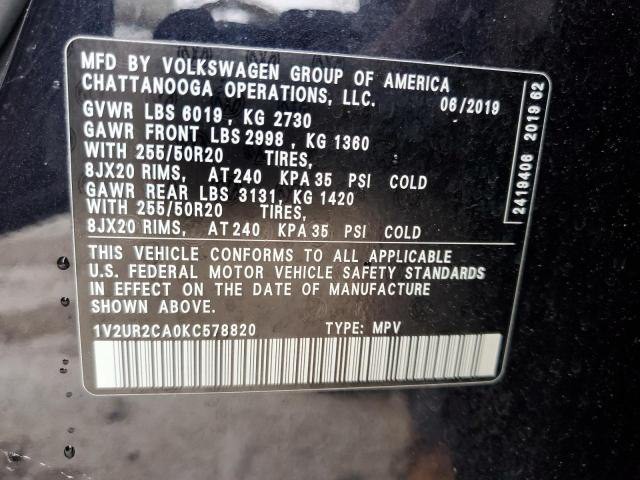 MFD BY VOLKSWAGEN GROUP OF AMERICA
CHATTANOOGA OPERATIONS, LLC. 06/2019
GVWR LBS 6019 , KG 2730
GAWR FRONT LBS 2998 , KG 1360
WITH 255/50R20 TIRES,
8JX20 RIMS, AT 240 KPA 35 PSI COLD
GAWR REAR LBS 3131, KG 1420
WITH 255/50R20 TIRES,
8JX20 RIMS, AT 240 KPA 35 PSI COLD
THIS VEHICLE CONFORMS TO ALL APPLICABLE
U.S. FEDERAL MOTOR VEHICLE SAFETY STANDARDS
IN EFFECT ON THE DATE OF MANUFACTURE
SHOWN ABOVE.
1V2UR2CA0KC578820 TYPE: MPV
2419406 2019 62